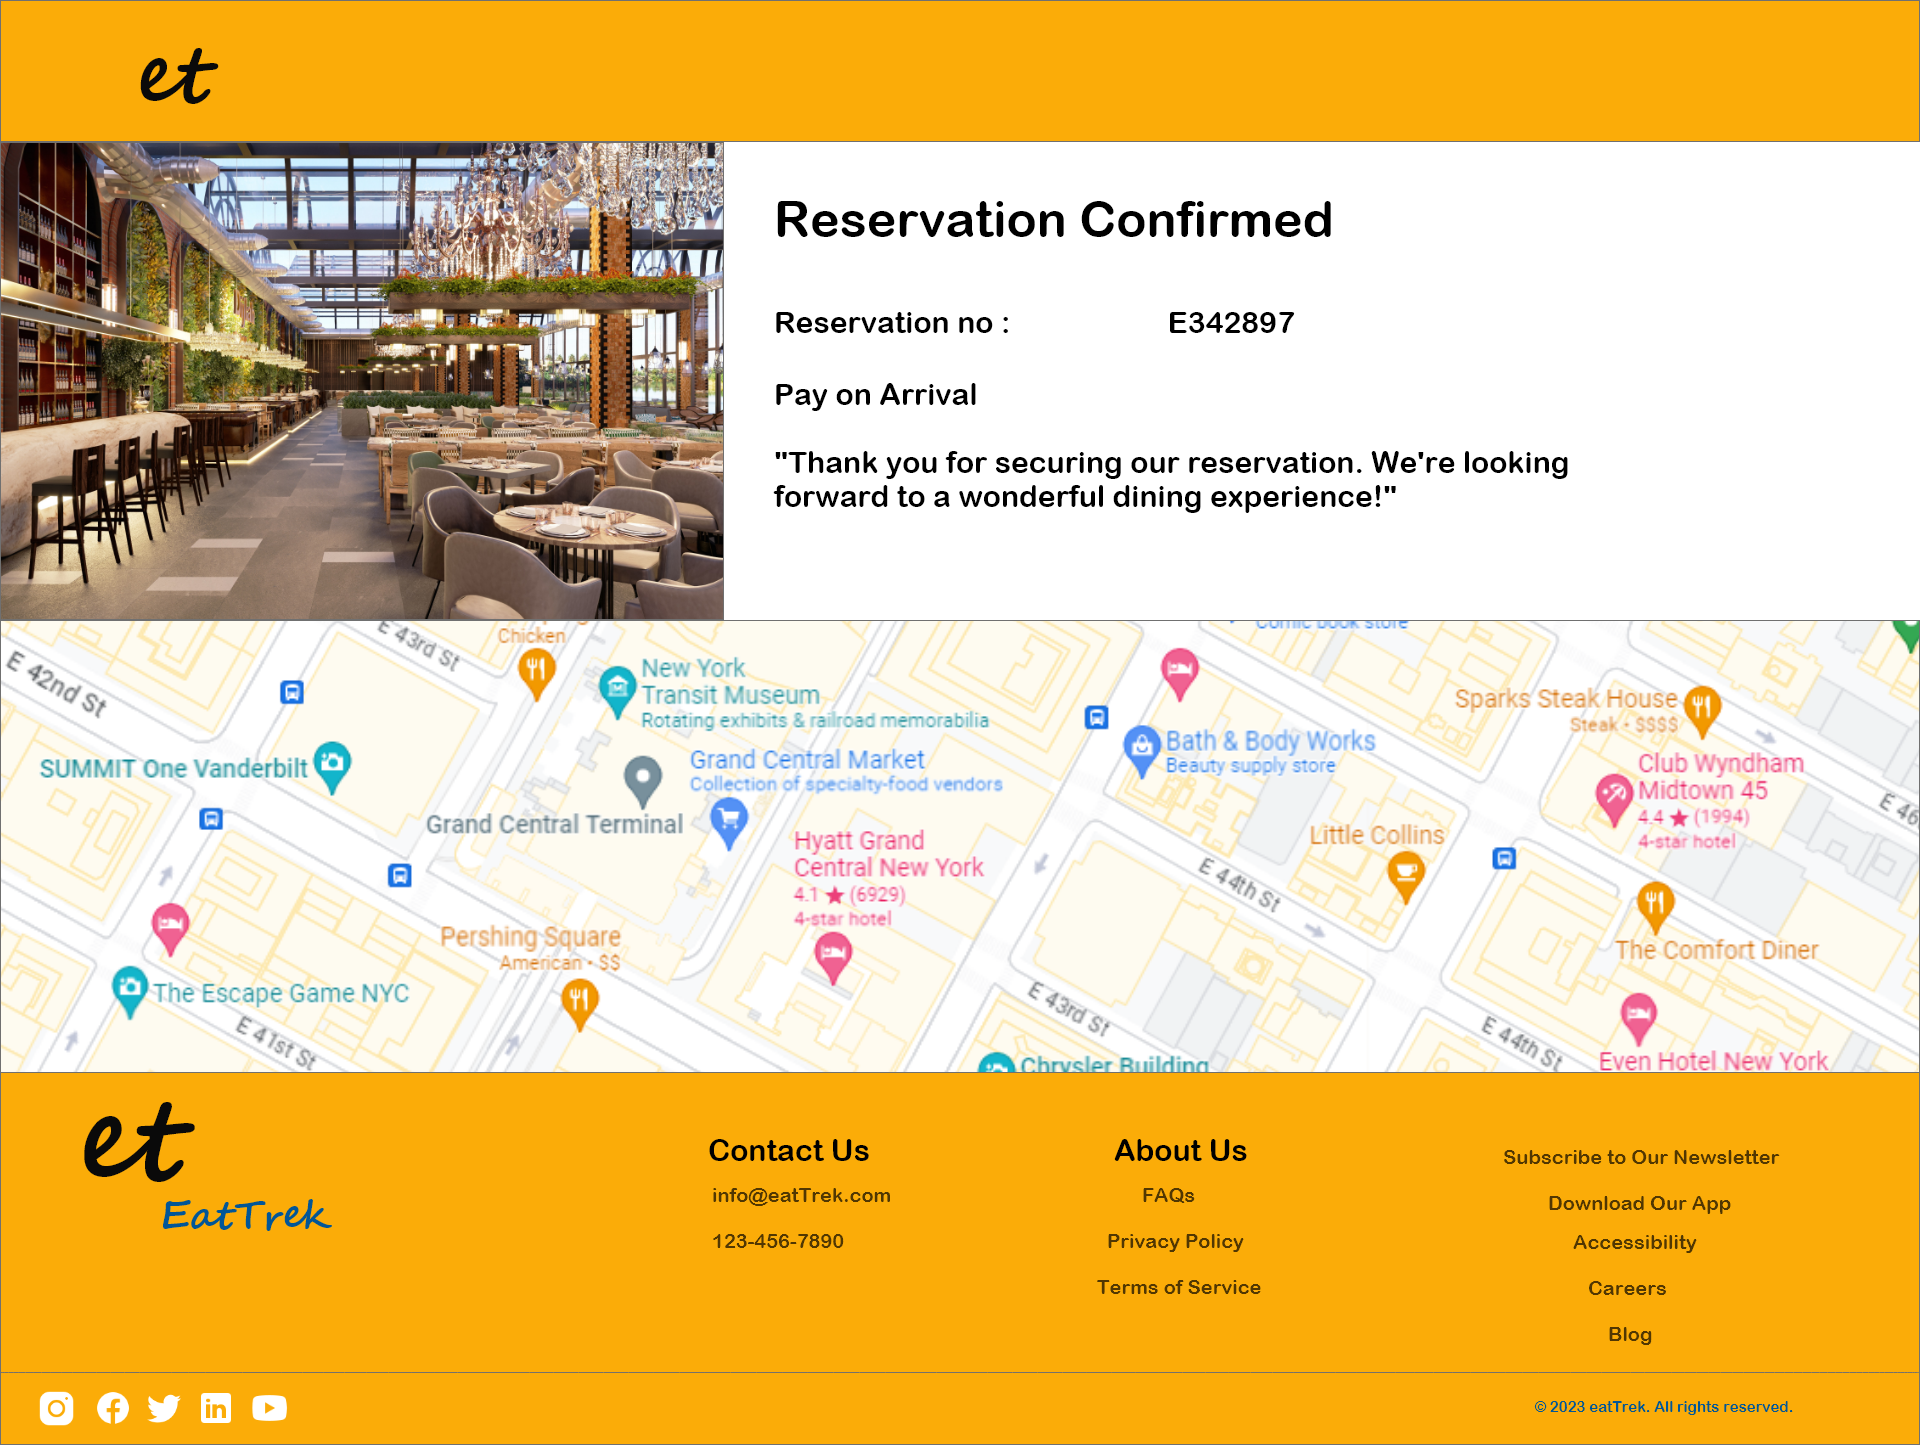 et
Reservation Confirmed
Reservation no :
E342897
Pay on Arrival
"Thank you for securing our reservation. We're looking
forward to a wonderful dining experience!"
Comic book store
E 43rd St
Chicken
E 42nd St
New York
Transit Museum
Rotating exhibits & railroad memorabilia
Sparks Steak House
Steak • $$$$
Bath & Body Works
Beauty supply store
Grand Central Market
Collection of specialty-food vendors
SUMMIT One Vanderbilt
Club Wyndham
Midtown 45
4.4 ★ (1994)
4-star hotel
E 46
Grand Central Terminal
Little Collins
Hyatt Grand
Central New York
4.1 ★ (6929)
4-star hotel
E 44th St
Pershing Square
American • $$
The Comfort Diner
The Escape Game NYC
E 43rd St
E 41st St
E 44th St
Chrysler Building
Even Hotel New York
et
EatTrek
Contact Us
info@eatTrek.com
123-456-7890
About Us
FAQs
Privacy Policy
Terms of Service
Subscribe to Our Newsletter
Download Our App
Accessibility
Careers
Blog
© 2023 eatTrek. All rights reserved.